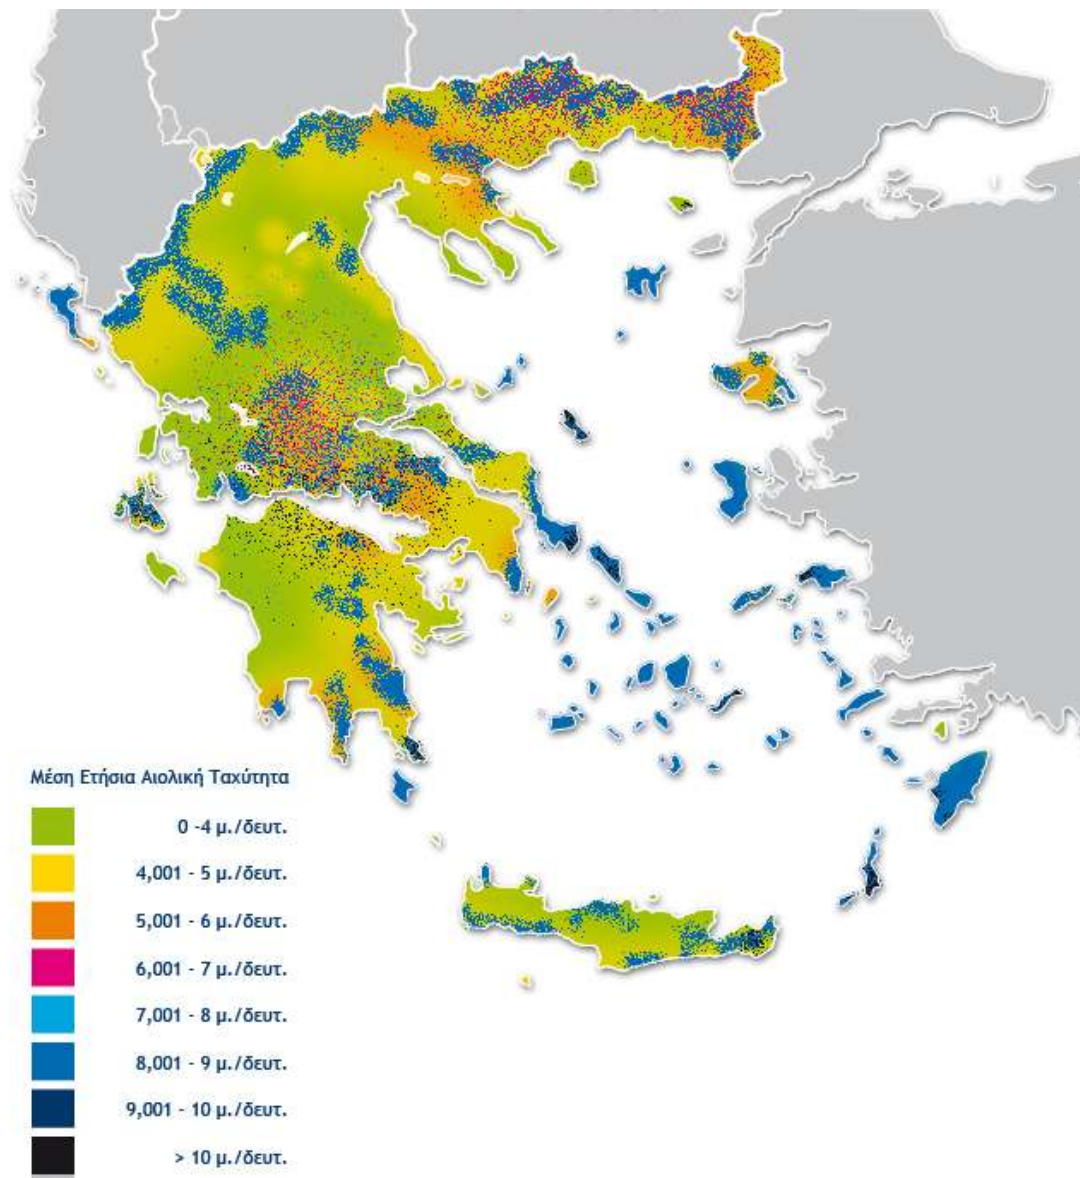 Μέση Ετήσια Αιολική Ταχύτητα
0 -4 μ./δευτ.
4,001 - 5 μ./δευτ.
5,001 - 6 μ./δευτ.
6,001 - 7 μ./δευτ.
7,001 - 8 μ./δευτ.
8,001 - 9 μ./δευτ.
9,001 - 10 μ./δευτ.
> 10 μ./δευτ.